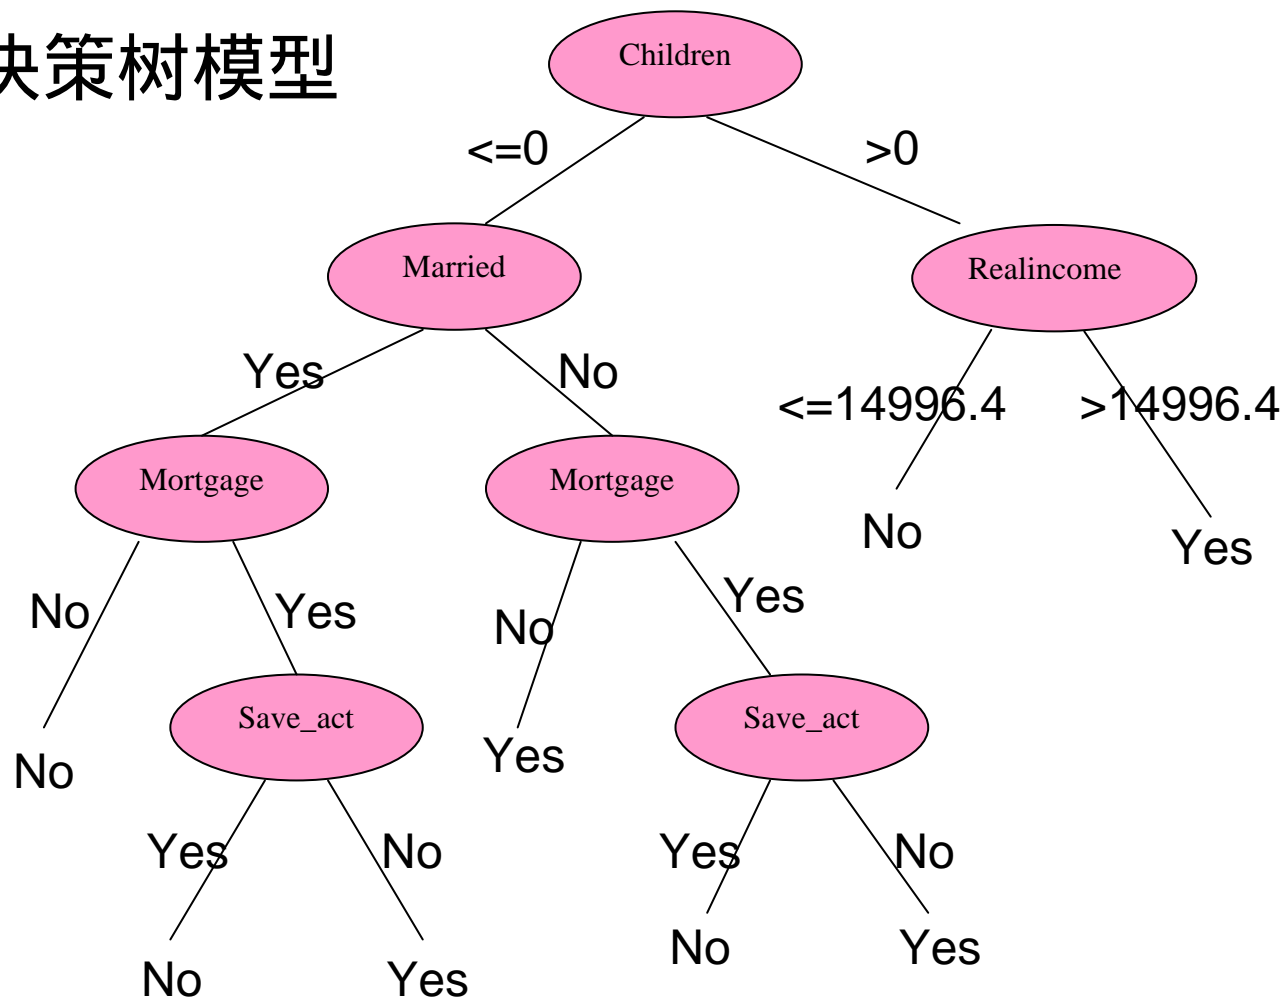 决策树模型
Children
<=0 >0
Married Realincome
Yes No <=14996.4 >14996.4
Mortgage Mortgage
No Yes
No Yes No Yes
Save_act Save_act
No Yes
Yes No Yes No
No Yes No Yes